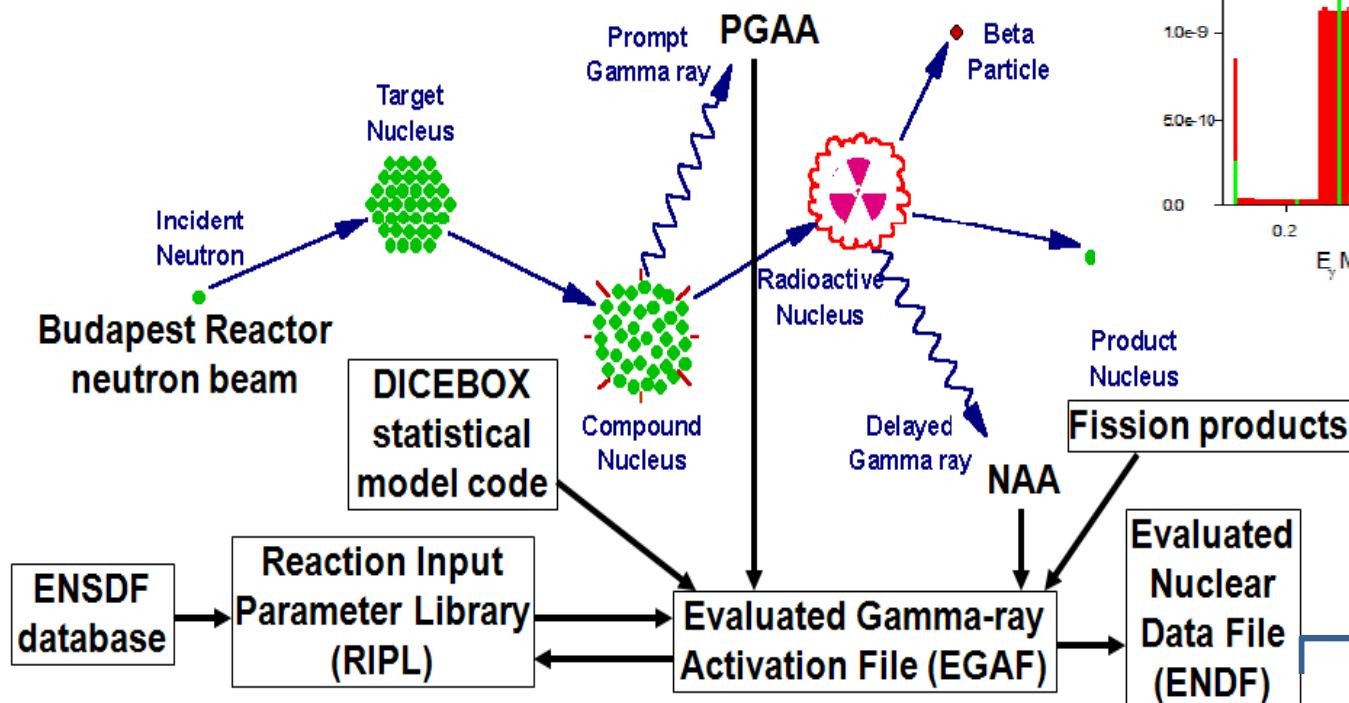 Prompt
Gamma ray
PGAA
Beta
Particle
1.0e-9
5.0e-10
0.0
0.2
Target
Nucleus
Incident
Neutron
Budapest Reactor
neutron beam
Radioactive
Nucleus
Compound
Nucleus
Delayed
Gamma ray
Product
Nucleus
NAA
DICEBOX
statistical
model code
Fission products
ENSDF
database
Reaction Input
Parameter Library
(RIPL)
Evaluated Gamma-ray
Activation File (EGAF)
Evaluated
Nuclear
Data File
(ENDF)